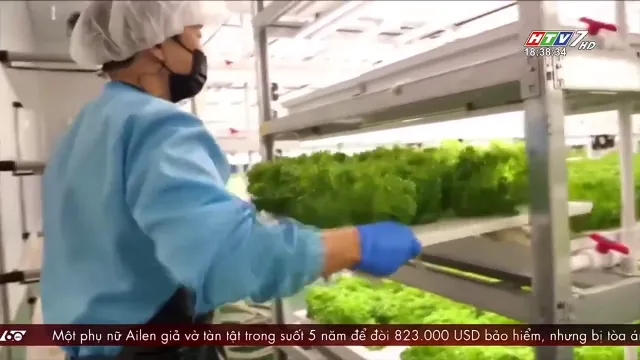 HTV7 HD
18:38:34
60
Một phụ nữ Ailen giả vờ tàn tật trong suốt 5 năm để đòi 823.000 USD bảo hiểm, nhưng bị tòa á